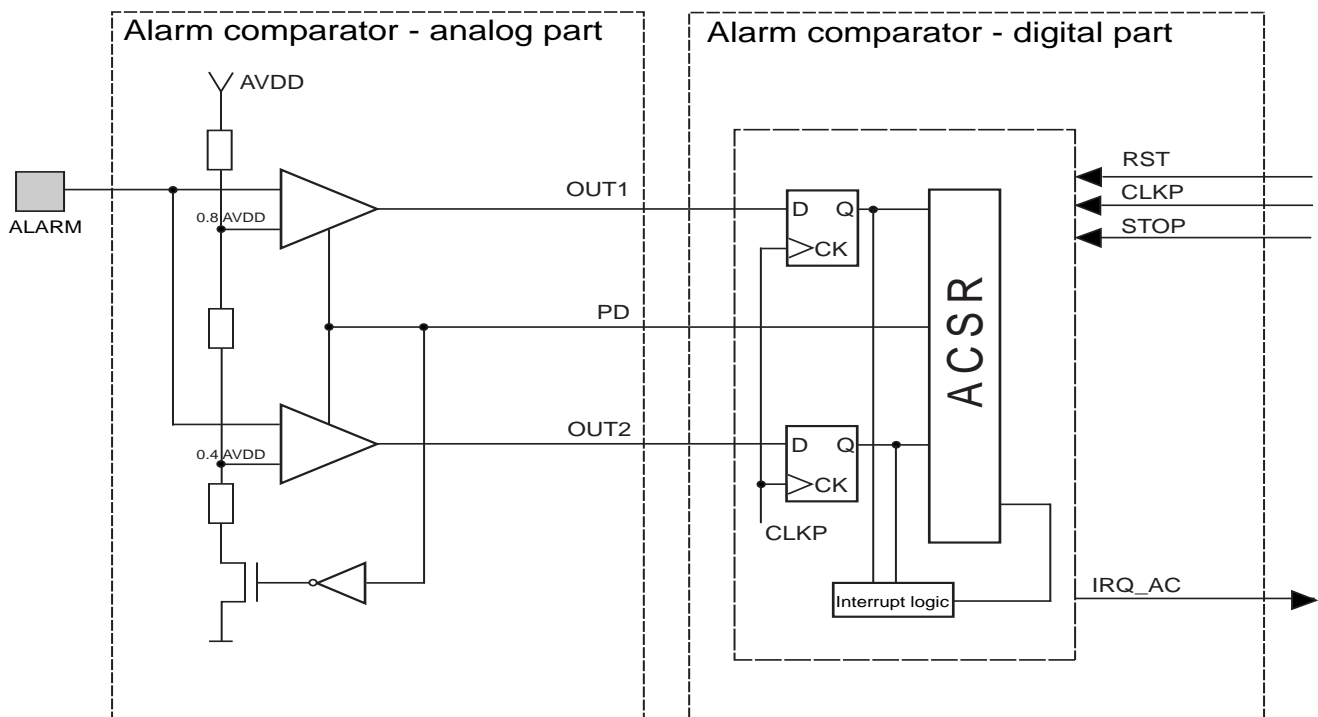 Alarm comparator - analog part
Alarm comparator - digital part
AVDD
RST
OUT1
CLKP
D Q
ALARM
0.8 AVDD
STOP
CK
PD
ACSR
OUT2
D Q
0.4 AVDD
CK
CLKP
IRQ_AC
Interrupt logic